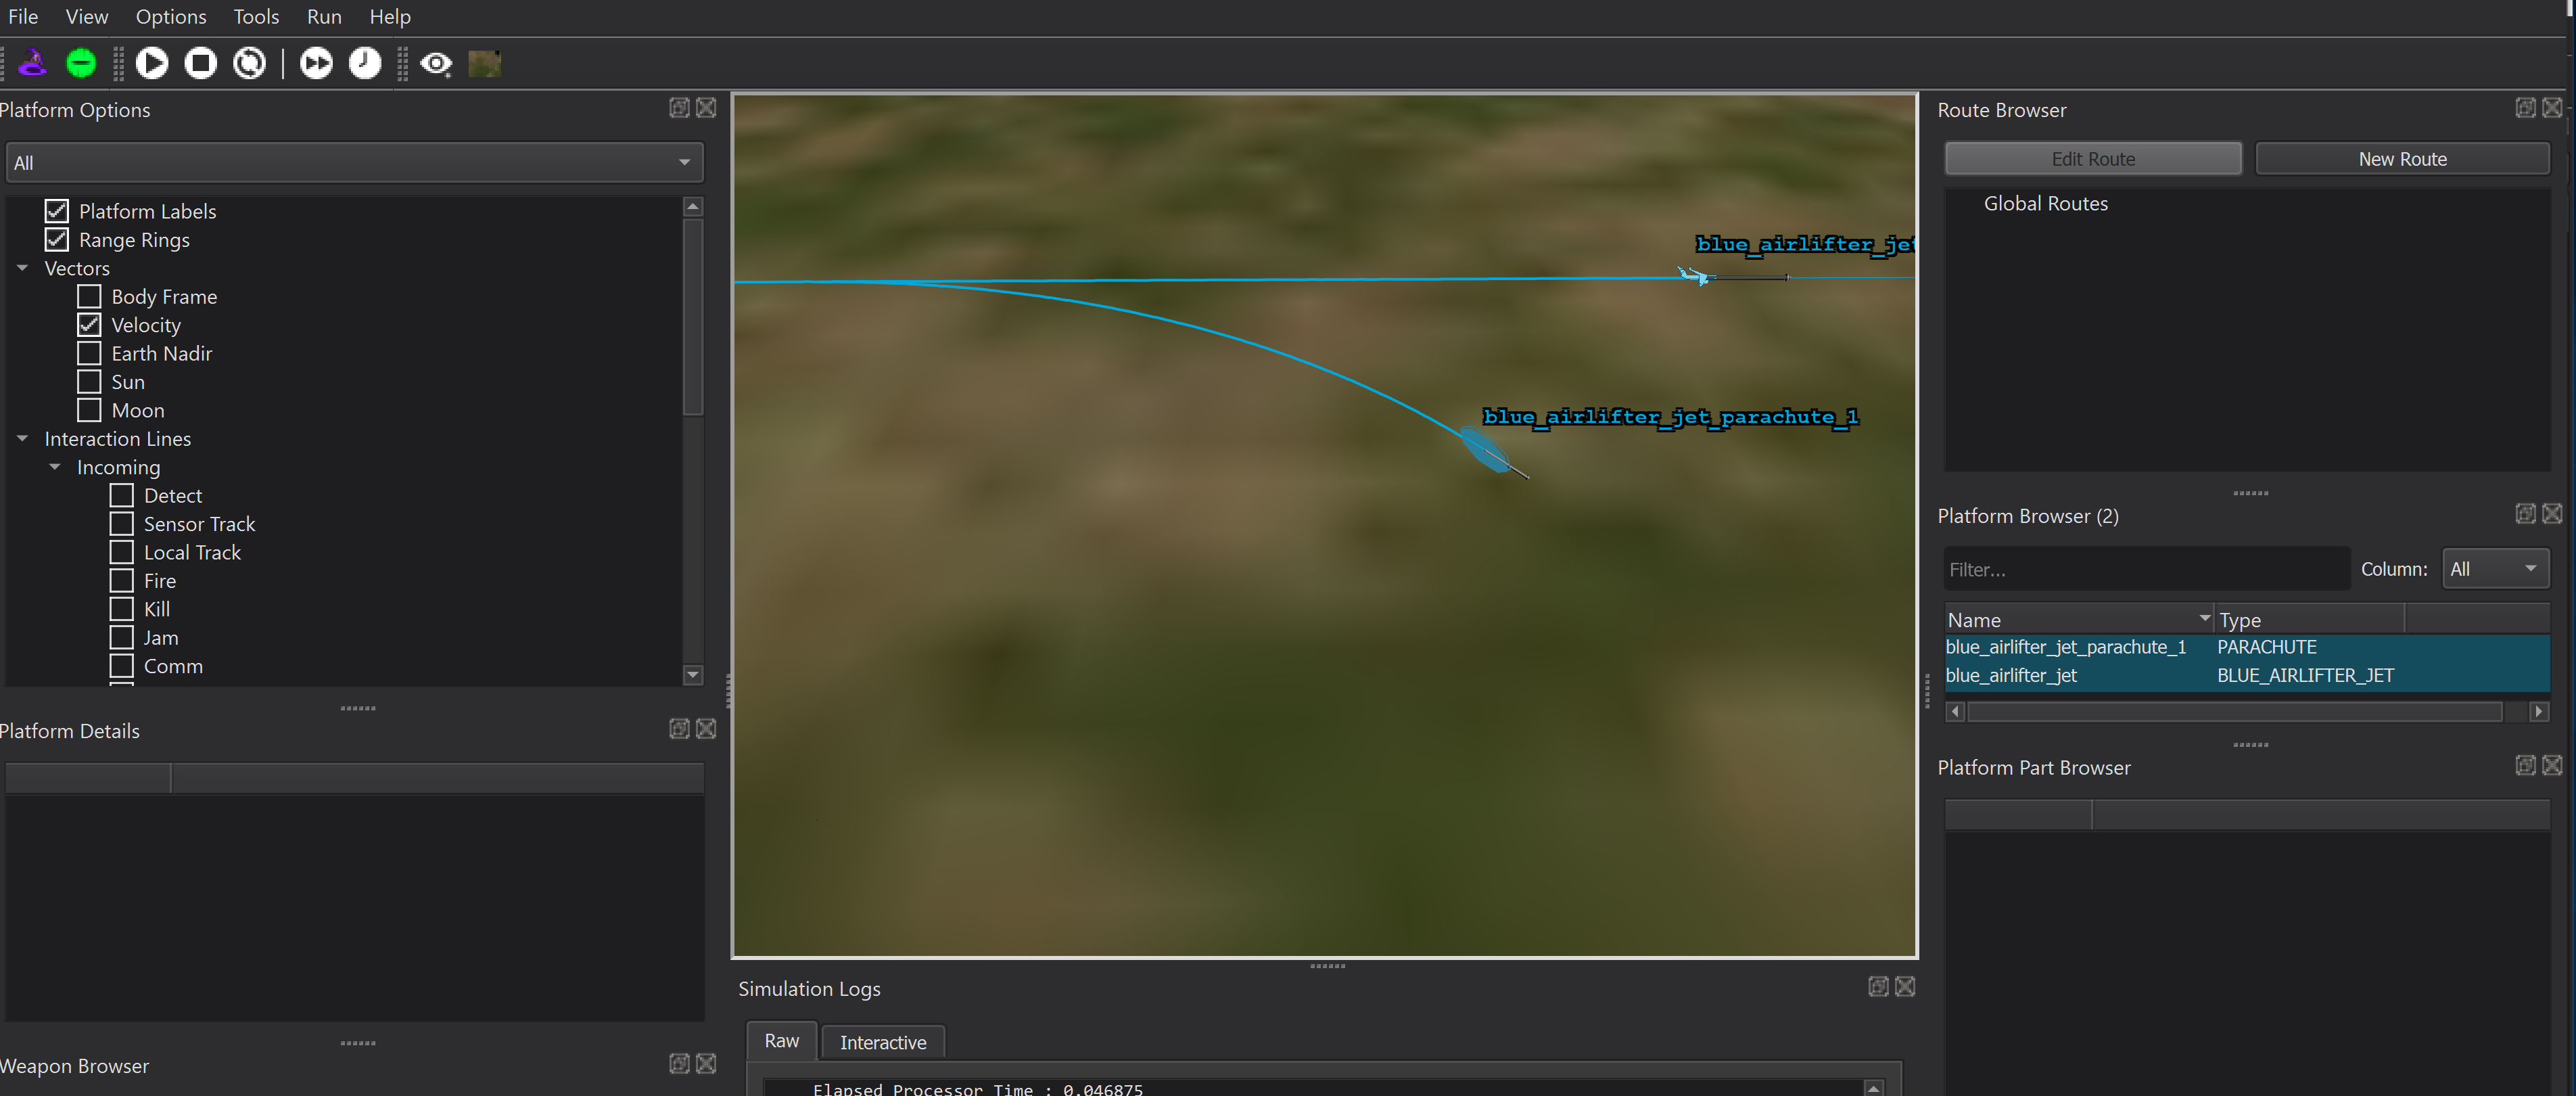 File View Options Tools Run Help
Platform Options
All
Platform Labels
Range Rings
Vectors
Body Frame
Velocity
Earth Nadir
Sun
Moon
Interaction Lines
Incoming
Detect
Sensor Track
Local Track
Fire
Kill
Jam
Comm
Platform Details
Weapon Browser
blue_airlifter_jet
blue_airlifter_jet_parachute_1
Simulation Logs
Raw Interactive
Elapsed Processor Time : 0.046875
Route Browser
Edit Route New Route
Global Routes
Platform Browser (2)
Filter... Column: All
Name Type
blue_airlifter_jet_parachute_1 PARACHUTE
blue_airlifter_jet BLUE_AIRLIFTER_JET
Platform Part Browser